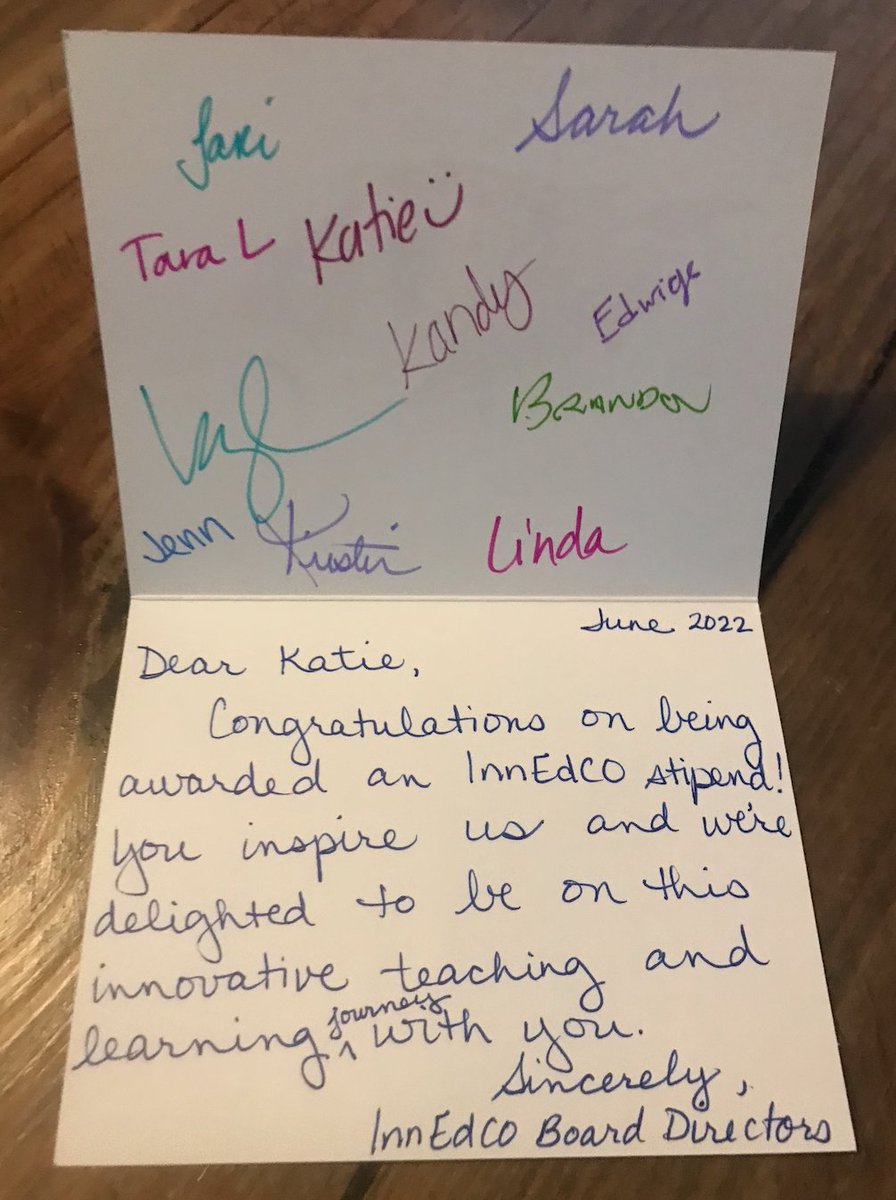 Sarah
Tara L Katie
Kandy
Edwige
BRANDON
Jenn Kristin Linda
June 2022
Dear Katie,
Congratulations on being
awarded an InnEdCO stipend!
You inspire us and we're
delighted to be on this
innovative teaching and
learning ^ journey with you.
Sincerely,
InnEdCO Board Directors